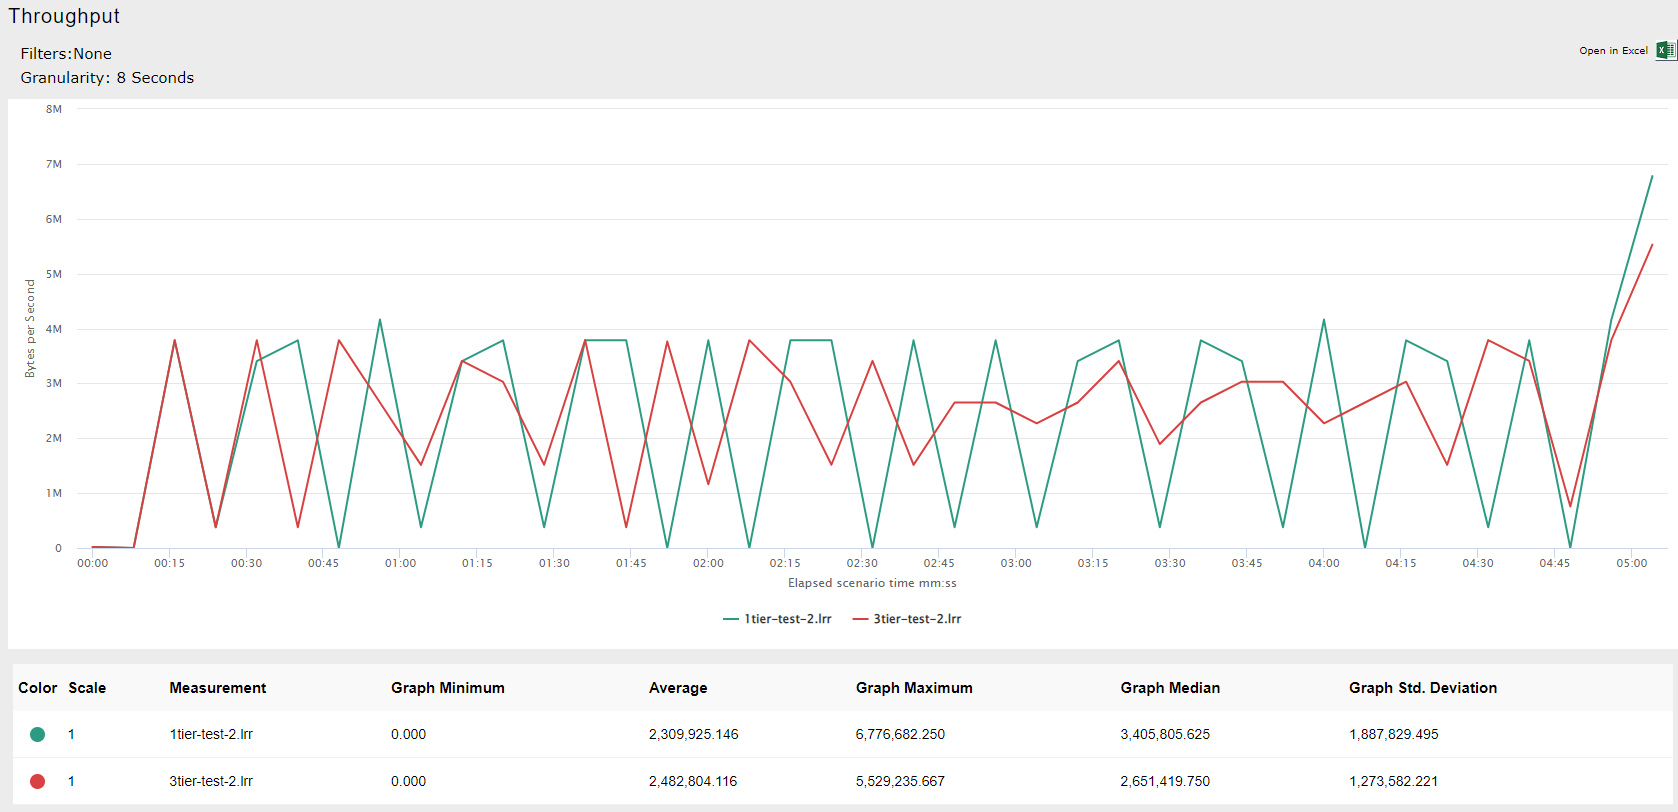 Throughput
Filters:None
Open in Excel
Granularity: 8 Seconds
8M
7M
6M
5M
4M
3M
2M
1M
0
Bytes per Second
00:00 00:15 00:30 00:45 01:00 01:15 01:30 01:45 02:00 02:15 02:30 02:45 03:00 03:15 03:30 03:45 04:00 04:15 04:30 04:45 05:00
Elapsed scenario time mm:ss
1tier-test-2.lrr 3tier-test-2.lrr
Color Scale Measurement Graph Minimum Average Graph Maximum Graph Median Graph Std. Deviation
1 1tier-test-2.lrr 0.000 2,309,925.146 6,776,682.250 3,405,805.625 1,887,829.495
1 3tier-test-2.lrr 0.000 2,482,804.116 5,529,235.667 2,651,419.750 1,273,582.221